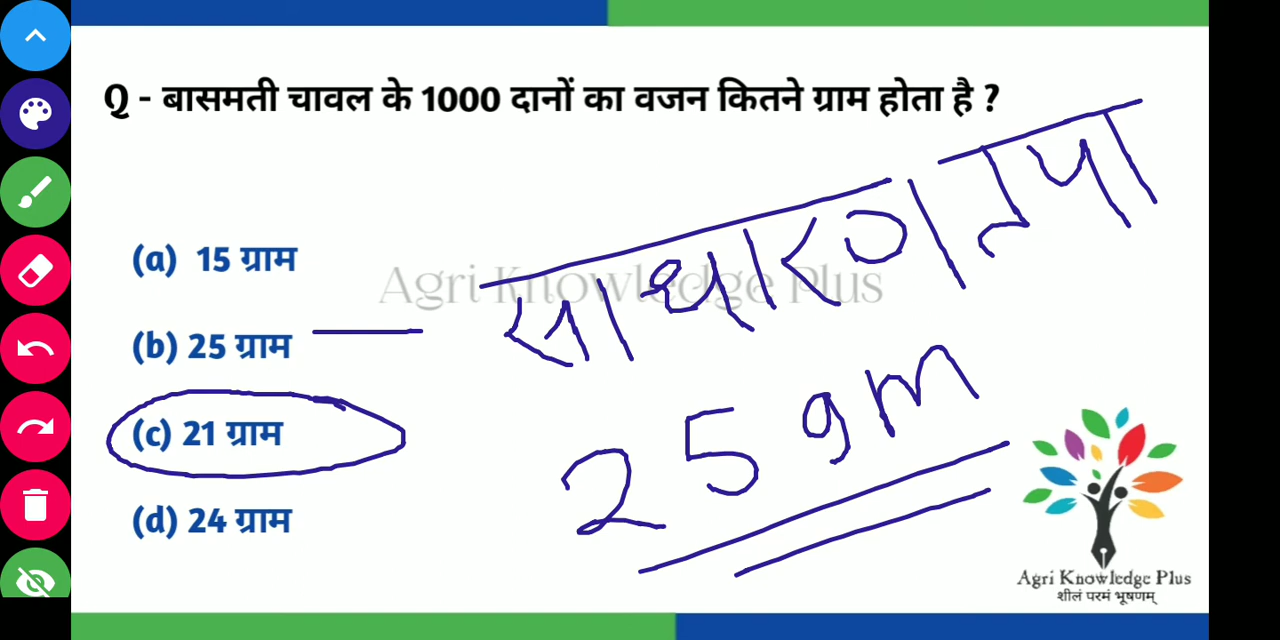 Q - बासमती चावल के 1000 दानों का वजन कितने ग्राम होता है ?
(a) 15 ग्राम
(b) 25 ग्राम
(c) 21 ग्राम
(d) 24 ग्राम
Agri Knowledge Plus
साधारण
25 gm
Agri Knowledge Plus
शीलं परमं भूषणम्